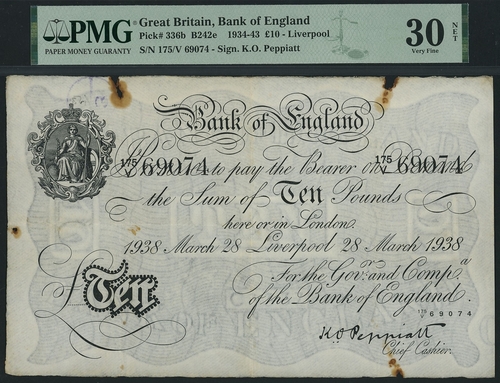 PMG
PAPER MONEY GUARANTY
Great Britain, Bank of England
Pick# 336b B242e 1934-43 £10 - Liverpool
S/N 175/V 69074 - Sign. K.O. Peppiatt
30
Very Fine
NET
Bank of England
175/V 69074 175/V 69074
I Promise to pay the Bearer on Demand
the Sum of Ten Pounds
here or in London.
1938 March 28 Liverpool 28 March 1938
For the Govr. and Compa.
of the Bank of England.
175/V 69074
Ten
K.O. Peppiatt
Chief Cashier.